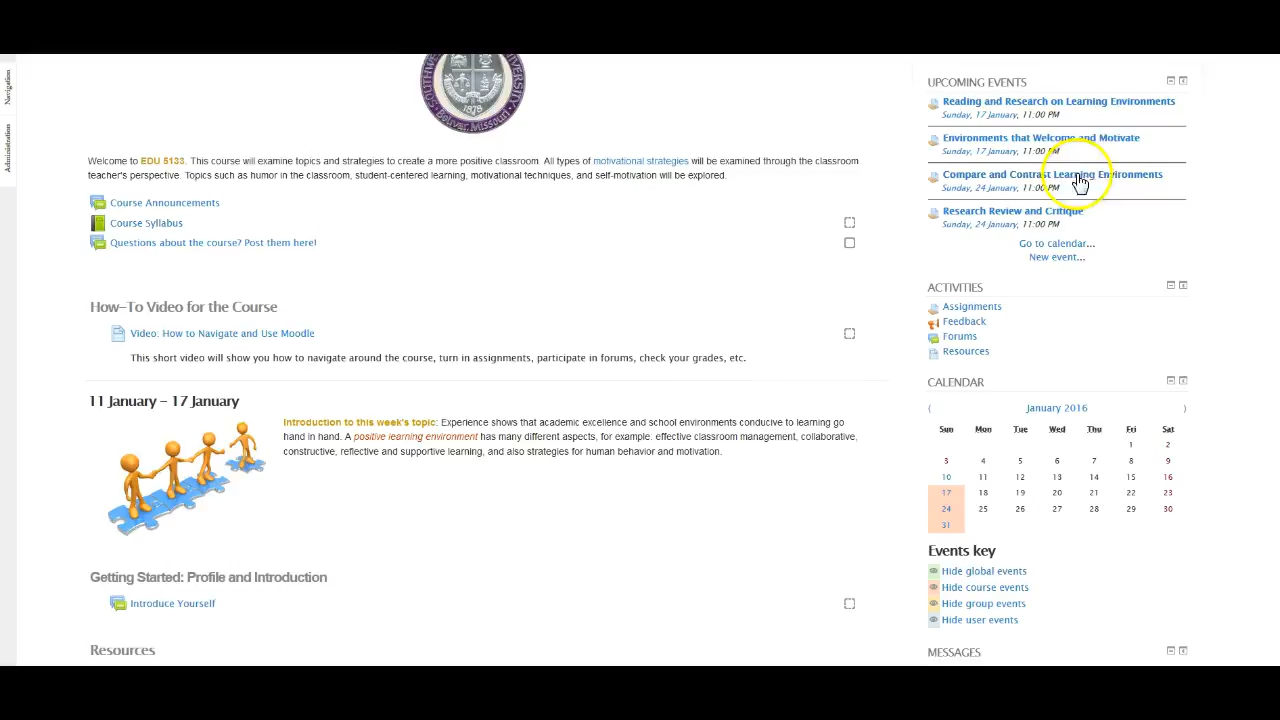 Navigation
Administration
1878
Bolivar, Missouri
Welcome to EDU 5133. This course will examine topics and strategies to create a more positive classroom. All types of motivational strategies will be examined through the classroom
teacher's perspective. Topics such as humor in the classroom, student-centered learning, motivational techniques, and self-motivation will be explored.
Course Announcements
Course Syllabus
Questions about the course? Post them here!
How-To Video for the Course
Video: How to Navigate and Use Moodle
This short video will show you how to navigate around the course, turn in assignments, participate in forums, check your grades, etc.
11 January - 17 January
Introduction to this week's topic: Experience shows that academic excellence and school environments conducive to learning go
hand in hand. A positive learning environment has many different aspects, for example: effective classroom management, collaborative,
constructive, reflective and supportive learning, and also strategies for human behavior and motivation.
Getting Started: Profile and Introduction
Introduce Yourself
Resources
UPCOMING EVENTS
Reading and Research on Learning Environments
Sunday, 17 January, 11:00 PM
Environments that Welcome and Motivate
Sunday, 17 January, 11:00 PM
Compare and Contrast Learning Environments
Sunday, 24 January, 11:00 PM
Research Review and Critique
Sunday, 24 January, 11:00 PM
Go to calendar...
New event...
ACTIVITIES
Assignments
Feedback
Forums
Resources
CALENDAR
January 2016
Sun Mon Tue Wed Thu Fri Sat
1 2
3 4 5 6 7 8 9
10 11 12 13 14 15 16
17 18 19 20 21 22 23
24 25 26 27 28 29 30
31
Events key
Hide global events
Hide course events
Hide group events
Hide user events
MESSAGES